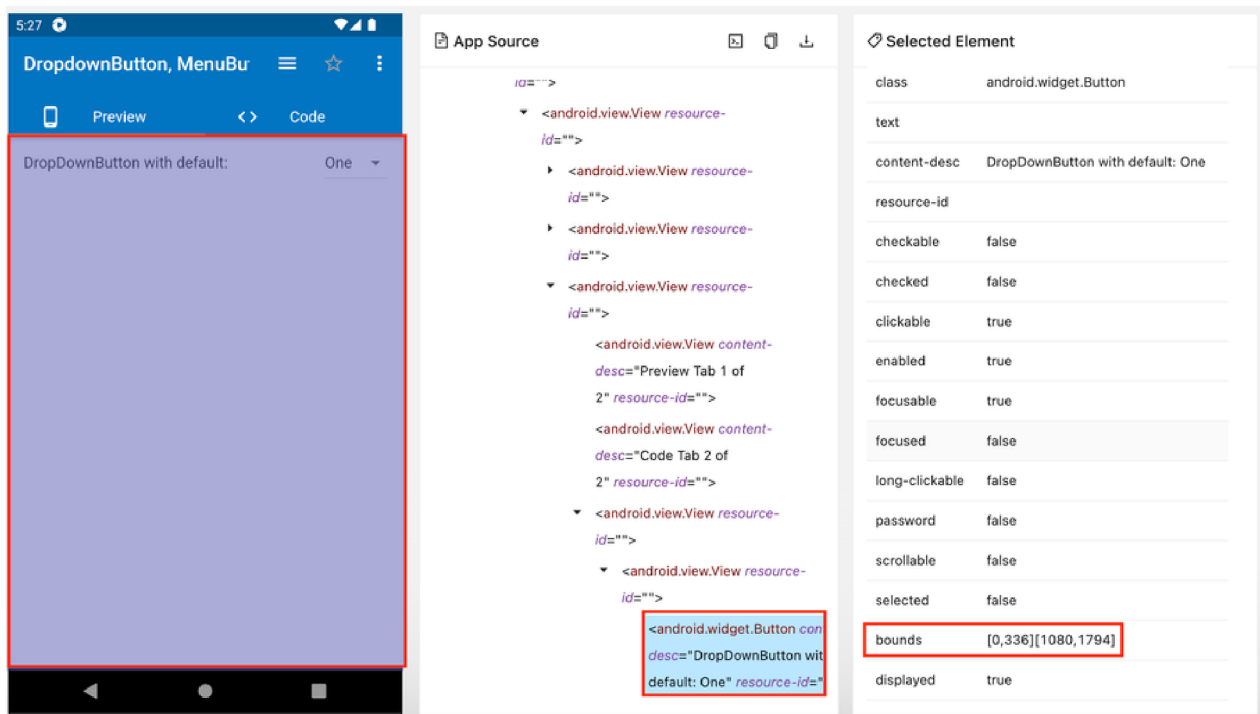 5:27
DropdownButton, MenuBu
Preview
<> Code
DropDownButton with default: One
App Source
id="">
<android.view.View resource-
id="">
<android.view.View resource-
id="">
<android.view.View resource-
id="">
<android.view.View resource-
id="">
<android.view.View content-
desc="Preview Tab 1 of
2" resource-id="">
<android.view.View content-
desc="Code Tab 2 of
2" resource-id="">
<android.view.View resource-
id="">
<android.view.View resource-
id="">
<android.widget.Button con
desc="DropDownButton wit
default: One" resource-id="
Selected Element
class android.widget.Button
text
content-desc DropDownButton with default: One
resource-id
checkable false
checked false
clickable true
enabled true
focusable true
focused false
long-clickable false
password false
scrollable false
selected false
bounds [0,336][1080,1794]
displayed true